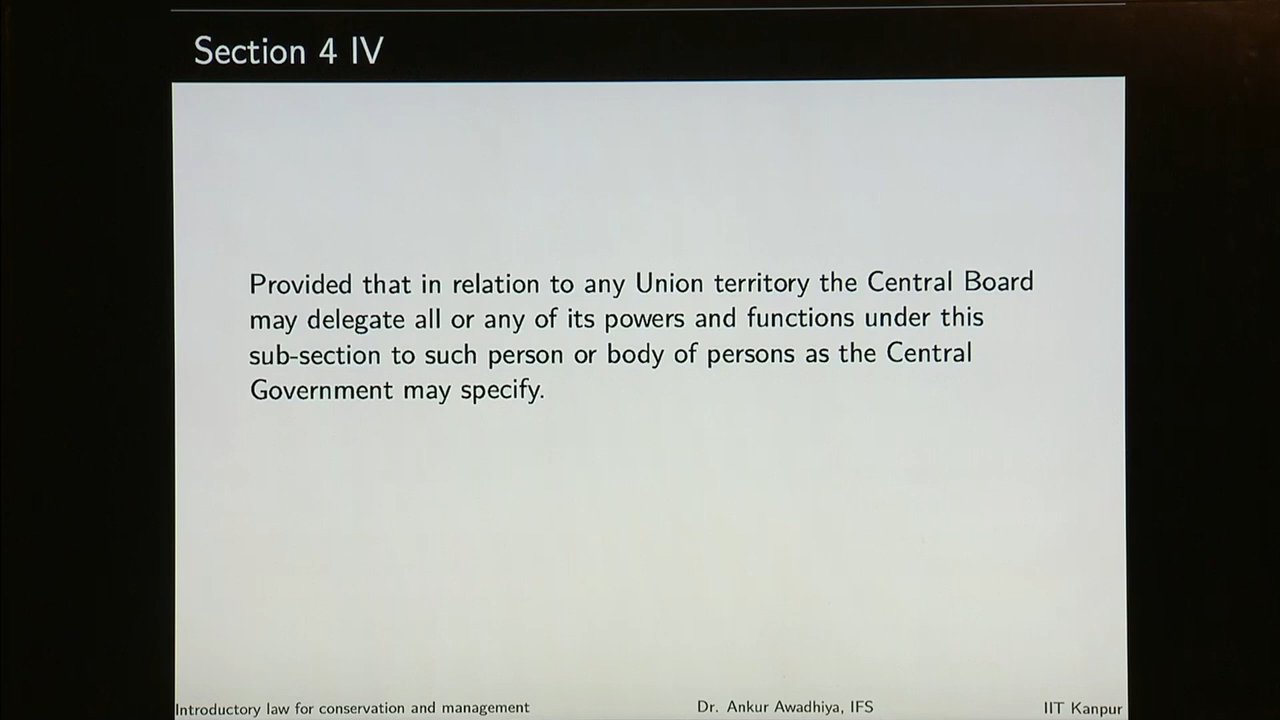 Section 4 IV
Provided that in relation to any Union territory the Central Board
may delegate all or any of its powers and functions under this
sub-section to such person or body of persons as the Central
Government may specify.
Introductory law for conservation and management
Dr. Ankur Awadhiya, IFS
IIT Kanpur